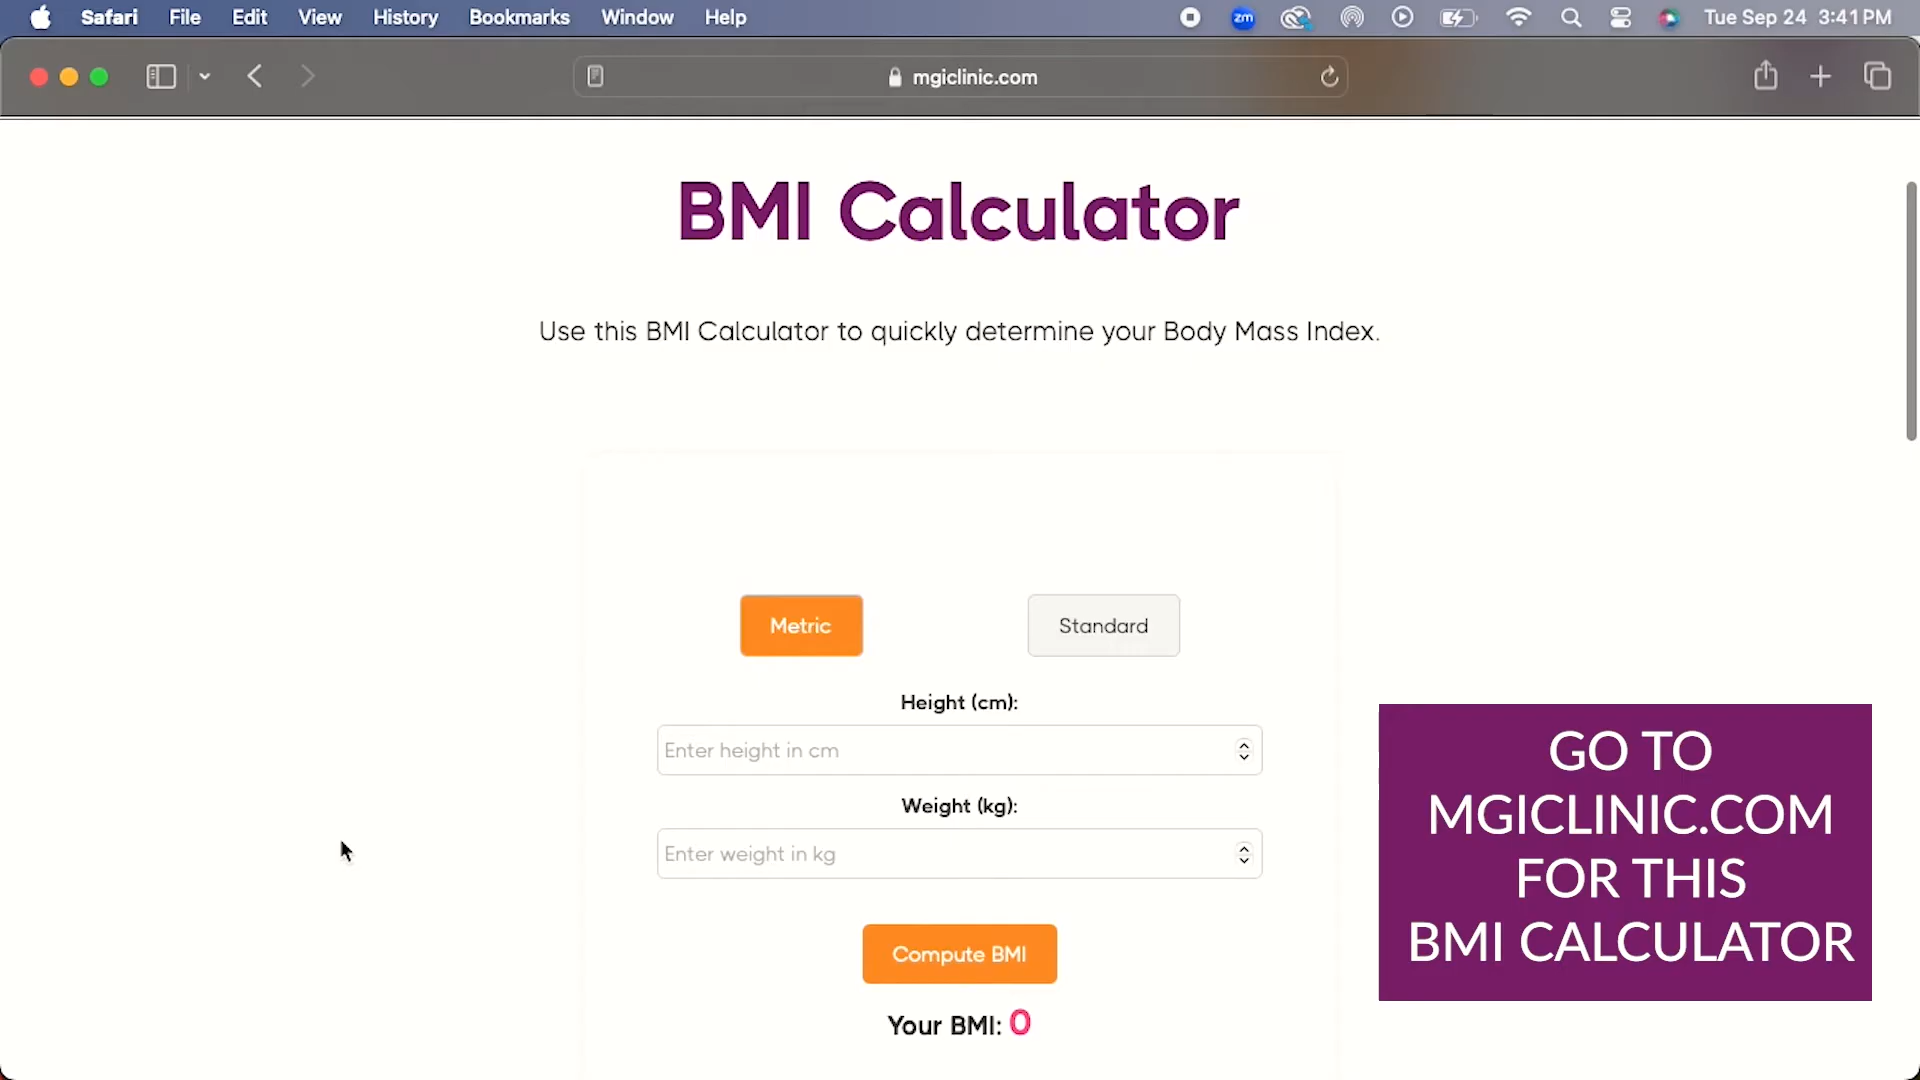 Safari File Edit View History Bookmarks Window Help zm Tue Sep 24 3:41 PM
mgiclinic.com
BMI Calculator
Use this BMI Calculator to quickly determine your Body Mass Index.
Metric Standard
Height (cm):
Enter height in cm
Weight (kg):
Enter weight in kg
Compute BMI
Your BMI: 0
GO TO
MGICLINIC.COM
FOR THIS
BMI CALCULATOR